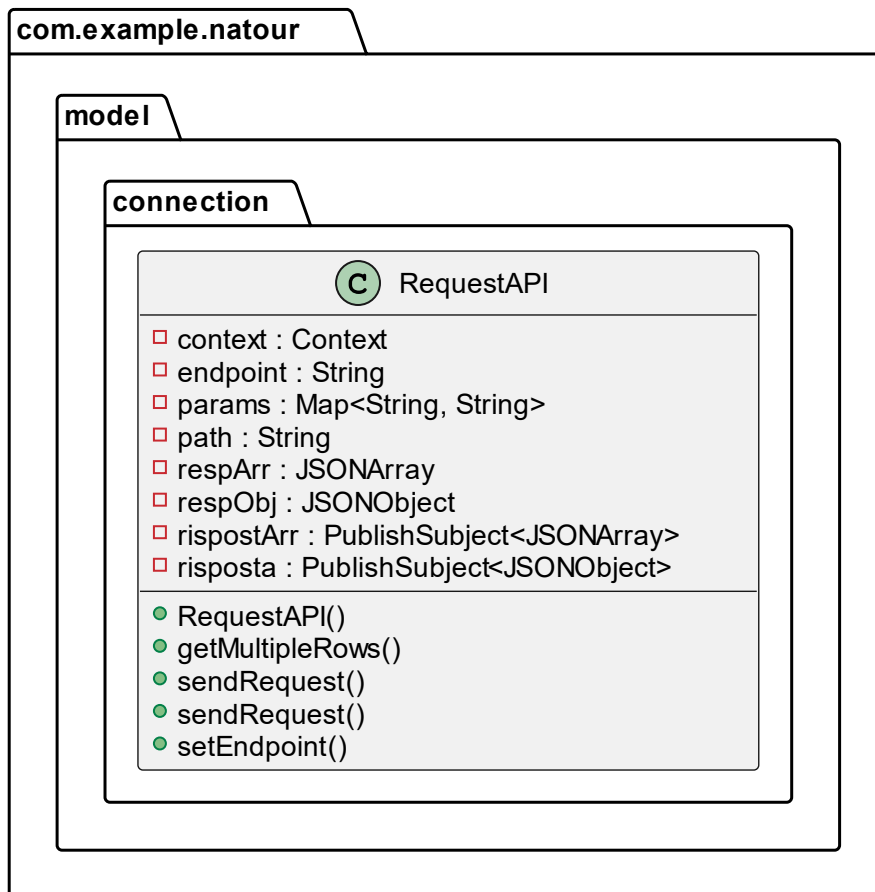 com.example.natour
model
connection
C RequestAPI
context : Context
endpoint : String
params : Map<String, String>
path : String
respArr : JSONArray
respObj : JSONObject
rispostArr : PublishSubject<JSONArray>
risposta : PublishSubject<JSONObject>
RequestAPI()
getMultipleRows()
sendRequest()
sendRequest()
setEndpoint()